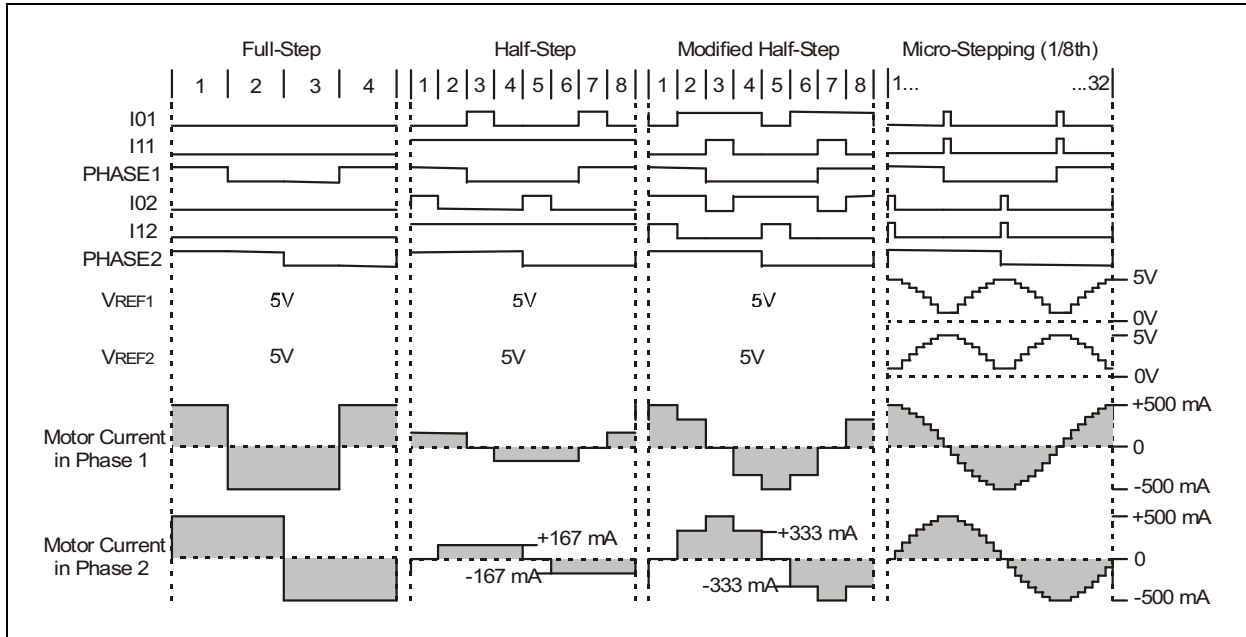 Full-Step Half-Step Modified Half-Step Micro-Stepping (1/8th)
1 2 3 4 1 2 3 4 5 6 7 8 1 2 3 4 5 6 7 8 1... ...32
I01
I11
PHASE1
I02
I12
PHASE2
VREF1 5V 5V 5V 5V
0V
VREF2 5V 5V 5V 5V
0V
+500 mA
Motor Current in Phase 1 0
-500 mA
+500 mA
Motor Current in Phase 2 +167 mA +333 mA 0
-167 mA -333 mA
-500 mA